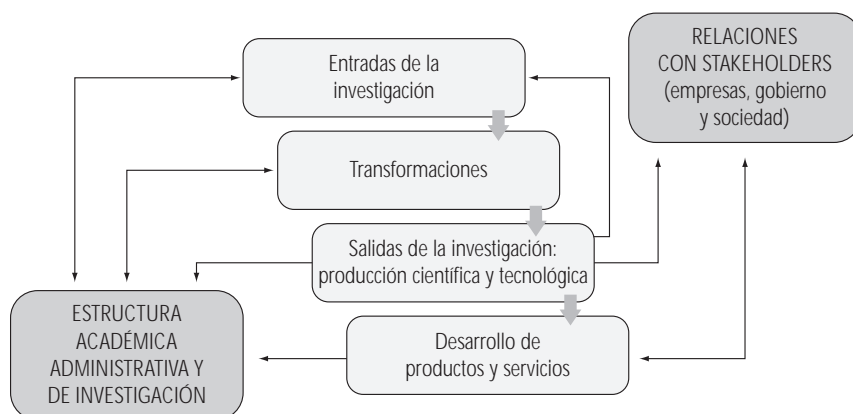 Entradas de la
investigación
RELACIONES
CON STAKEHOLDERS
(empresas, gobierno
y sociedad)
Transformaciones
Salidas de la investigación:
producción científica y tecnológica
ESTRUCTURA
ACADÉMICA
ADMINISTRATIVA Y
DE INVESTIGACIÓN
Desarrollo de
productos y servicios